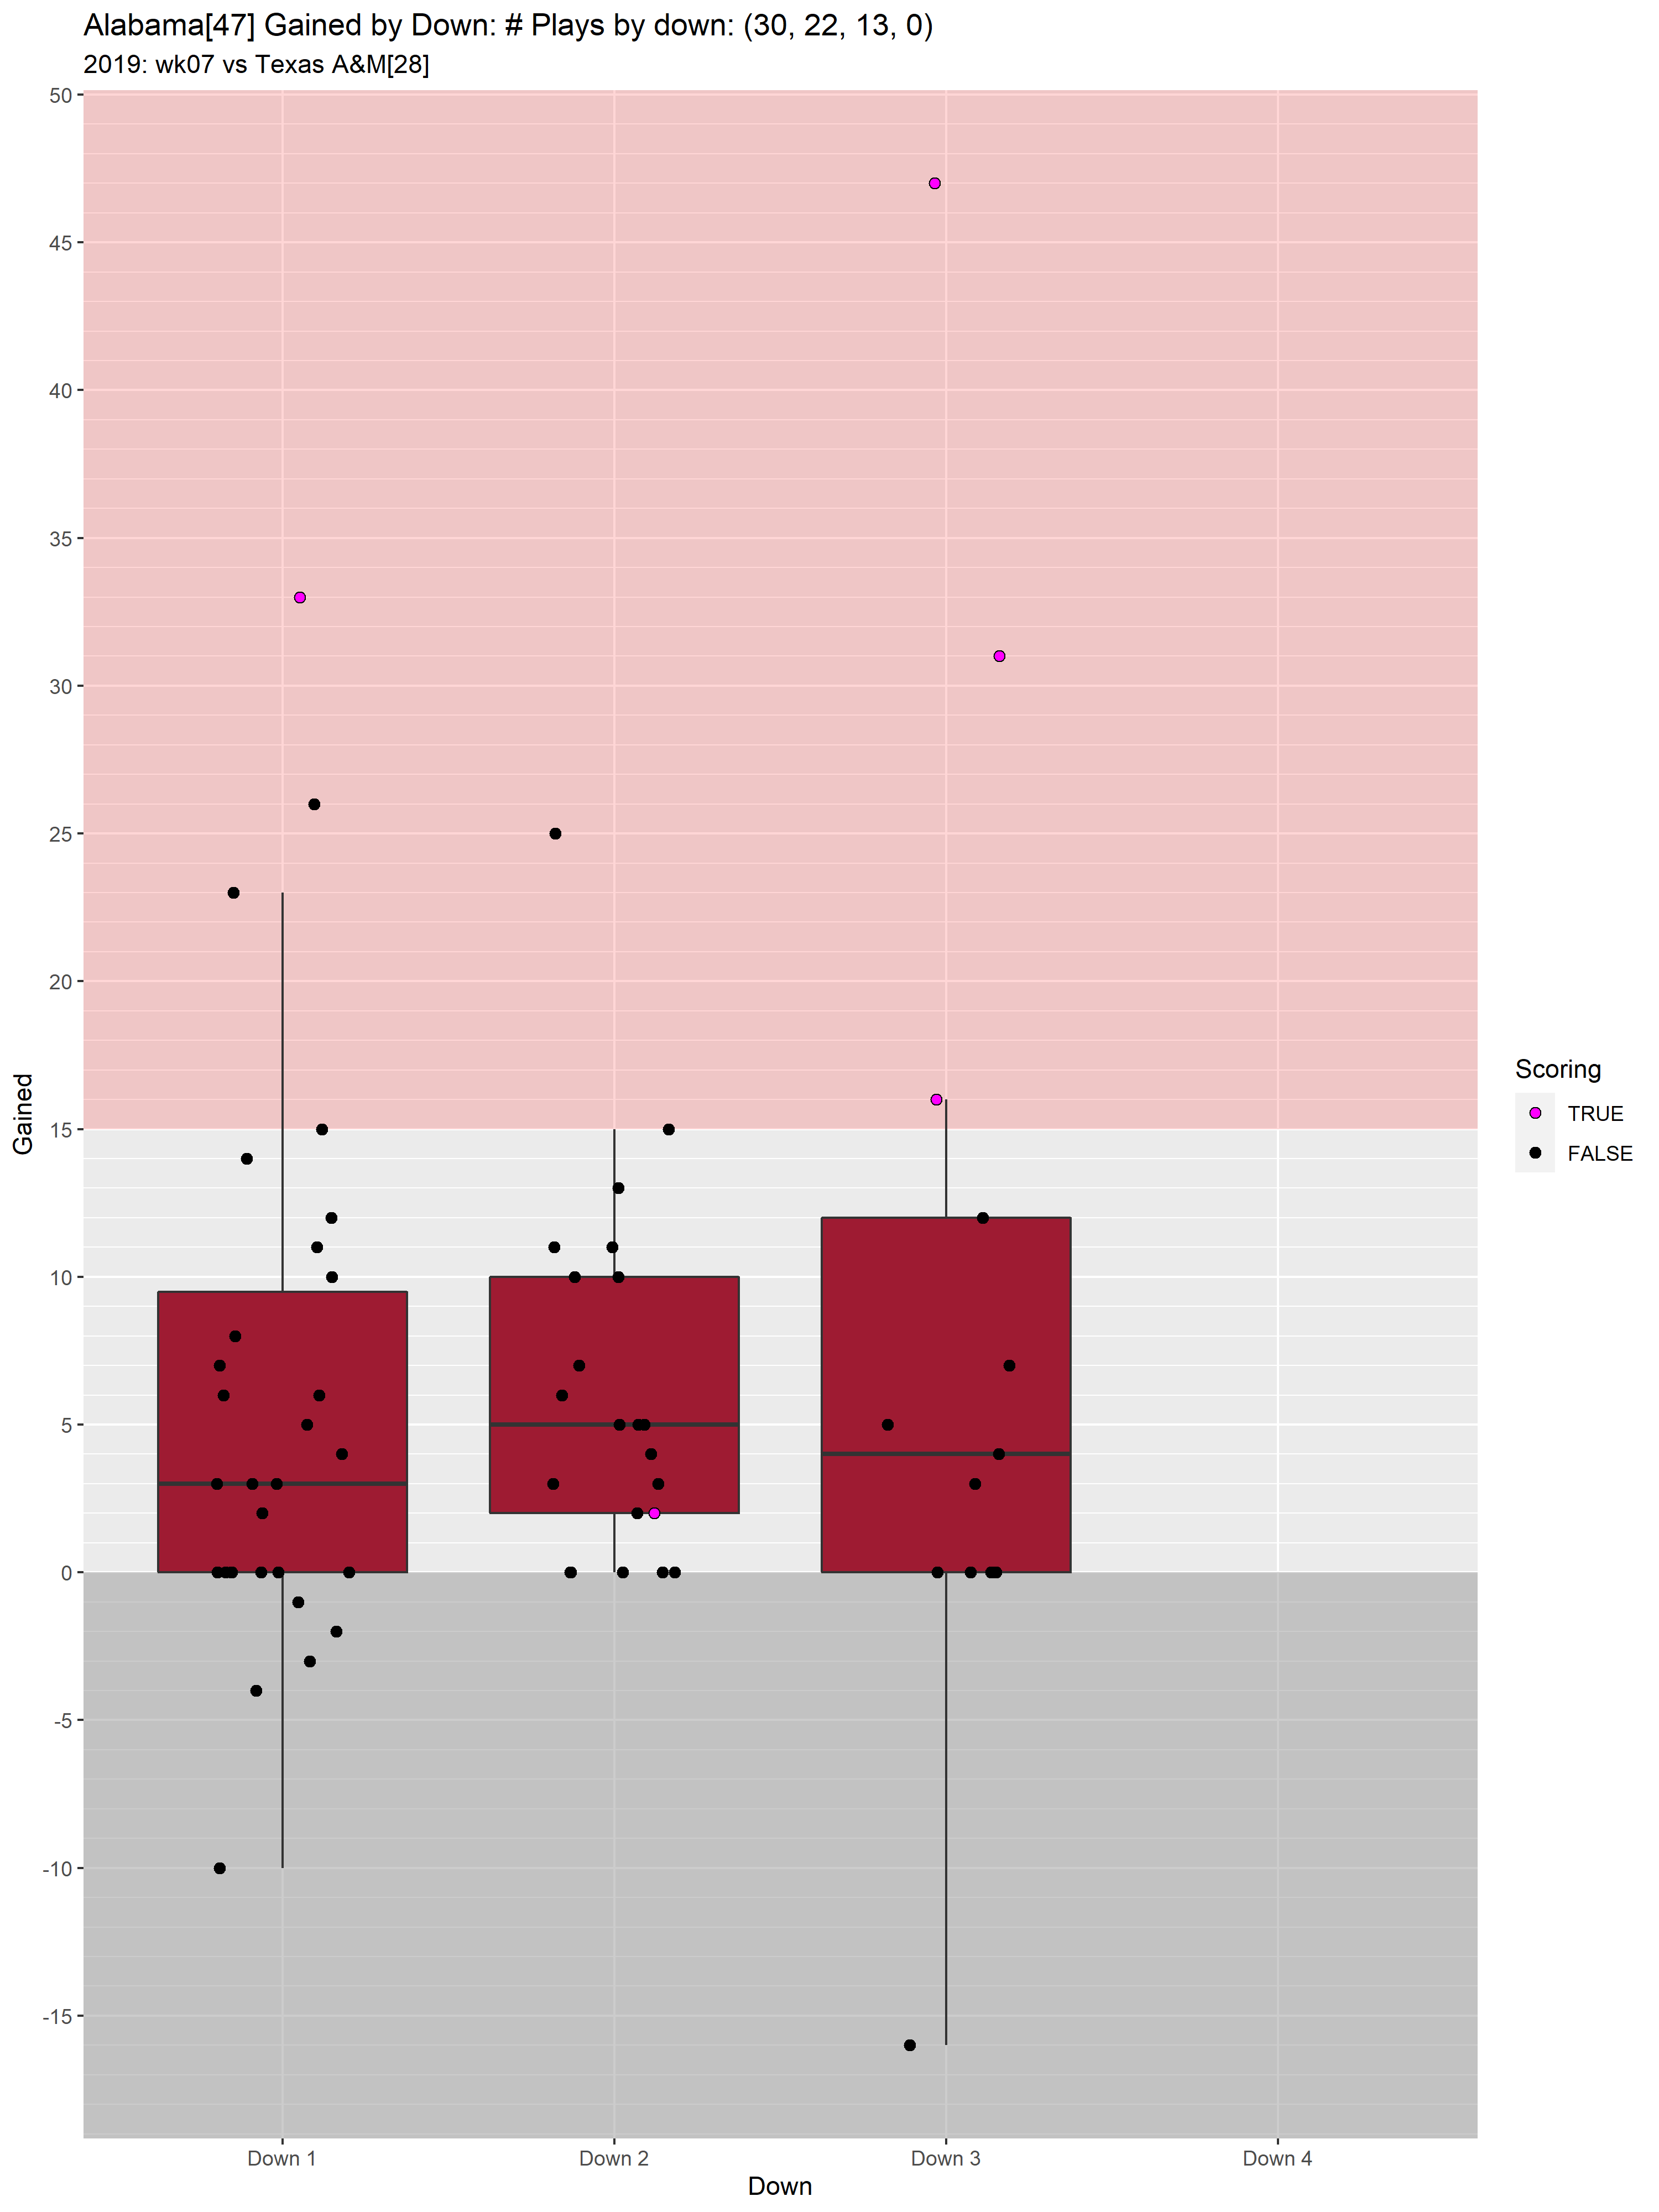 Alabama[47] Gained by Down: # Plays by down: (30, 22, 13, 0)
2019: wk07 vs Texas A&M[28]
50
45
40
35
30
25
20
15
10
5
0
-5
-10
-15
Gained
Down 1
Down 2
Down 3
Down 4
Down
Scoring
TRUE
FALSE